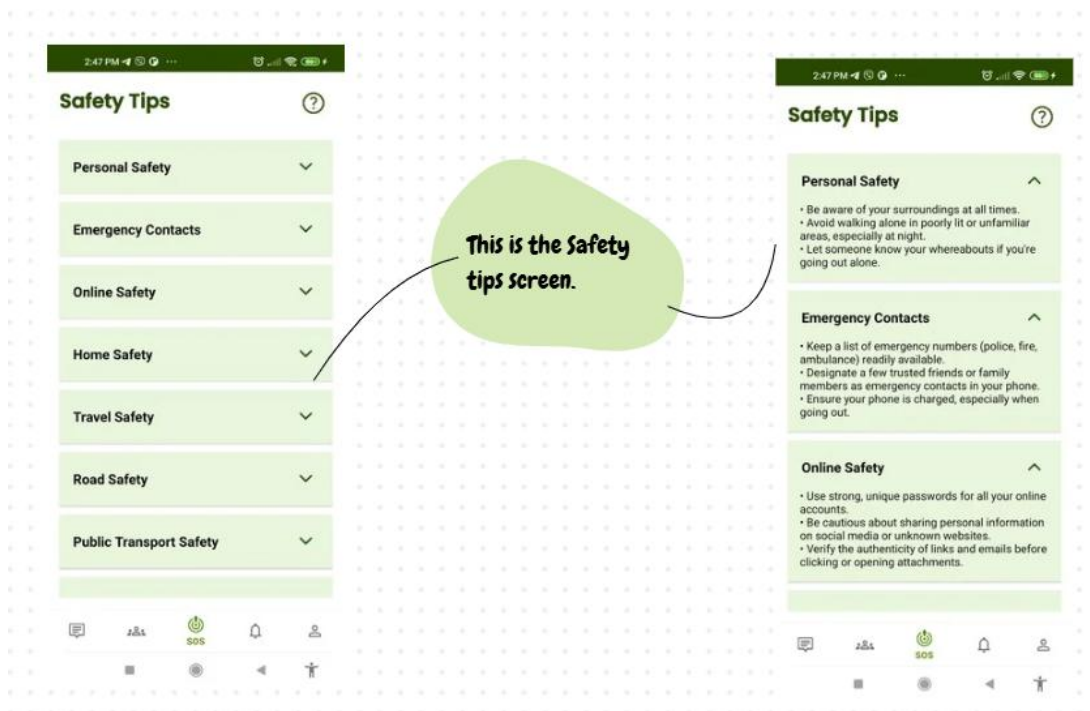 2:47 PM
Safety Tips
Personal Safety
Emergency Contacts
Online Safety
Home Safety
Travel Safety
Road Safety
Public Transport Safety
SOS
This is the Safety
tips screen.
2:47 PM
Safety Tips
Personal Safety
• Be aware of your surroundings at all times.
• Avoid walking alone in poorly lit or unfamiliar
areas, especially at night.
• Let someone know your whereabouts if you're
going out alone.
Emergency Contacts
• Keep a list of emergency numbers (police, fire,
ambulance) readily available.
• Designate a few trusted friends or family
members as emergency contacts in your phone.
• Ensure your phone is charged, especially when
going out.
Online Safety
• Use strong, unique passwords for all your online
accounts.
• Be cautious about sharing personal information
on social media or unknown websites.
• Verify the authenticity of links and emails before
clicking or opening attachments.
SOS